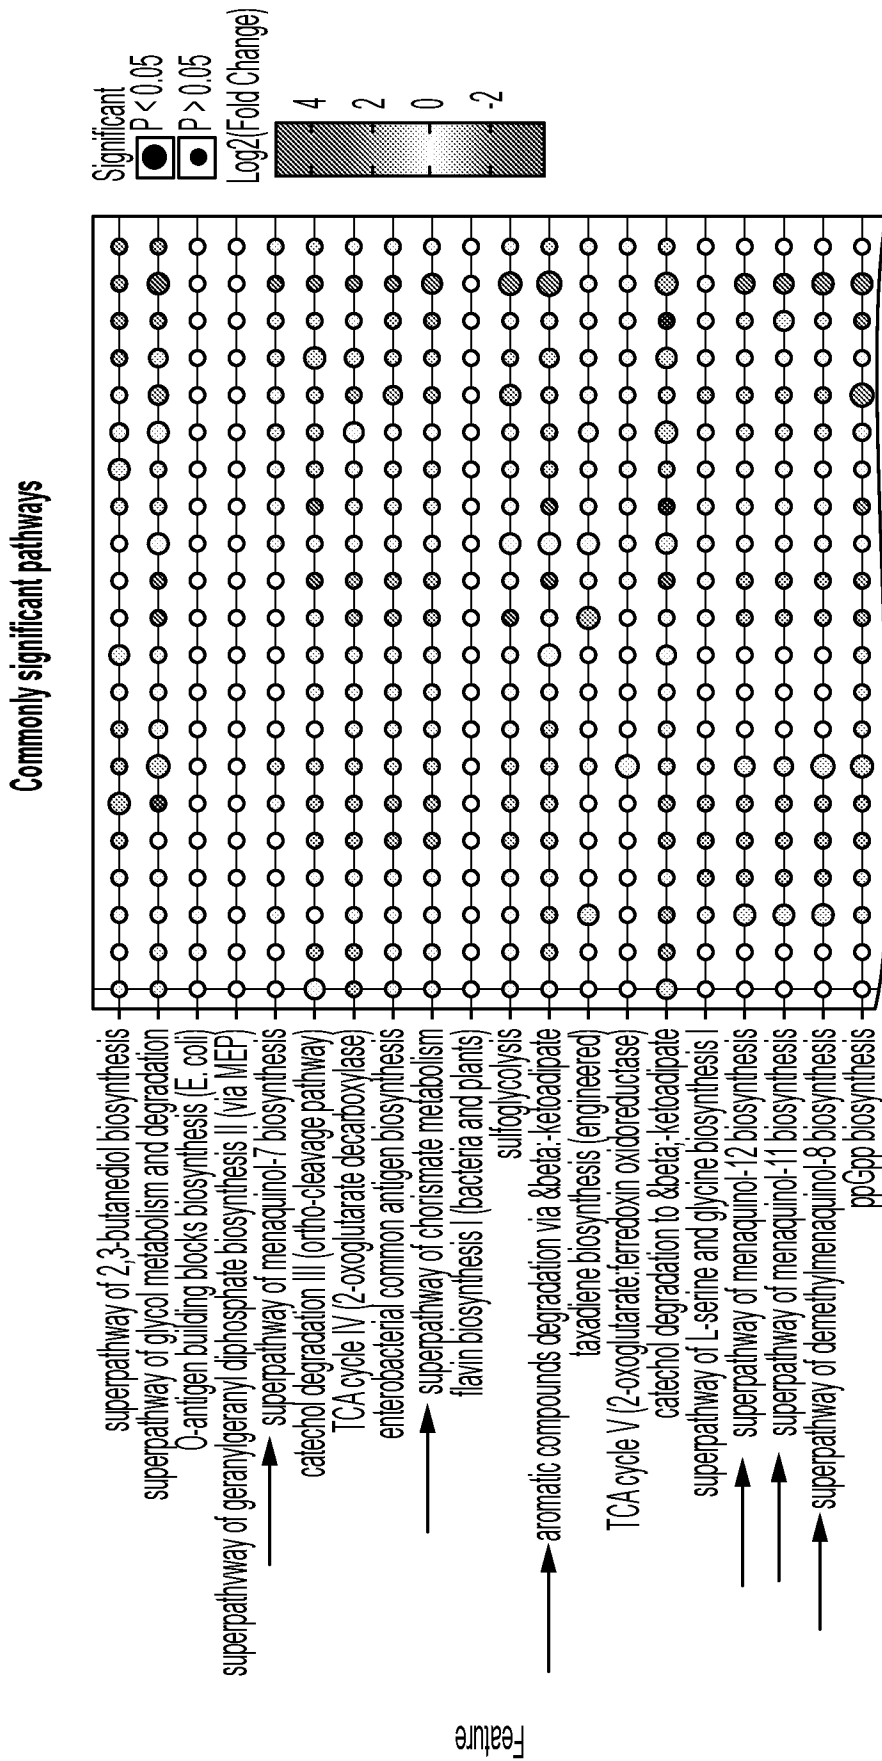 Commonly significant pathways
Significant
P < 0.05
P > 0.05
Log2(Fold Change)
4
2
0
-2
superpathway of 2,3-butanediol biosynthesis
superpathway of glycol metabolism and degradation
O-antigen building blocks biosynthesis (E. coli)
superpathvway of geranylgeranyl diphosphate biosynthesis II (via MEP)
superpathway of menaquinol-7 biosynthesis
catechol degradation III (ortho-cleavage pathway)
TCA cycle IV (2-oxoglutarate decarboxylase)
enterobacterial common antigen biosynthesis
superpathway of chorismate metabolism
flavin biosynthesis I (bacteria and plants)
sulfoglycolysis
aromatic compounds degradation via &beta;-ketoadipate
taxadiene biosynthesis (engineered)
TCA cycle V (2-oxoglutarate:ferredoxin oxidoreductase)
catechol degradation to &beta;-ketoadipate
superpathway of L-serine and glycine biosynthesis I
superpathway of menaquinol-12 biosynthesis
superpathway of menaquinol-11 biosynthesis
superpathway of demethylmenaquinol-8 biosynthesis
ppGpp biosynthesis
Feature